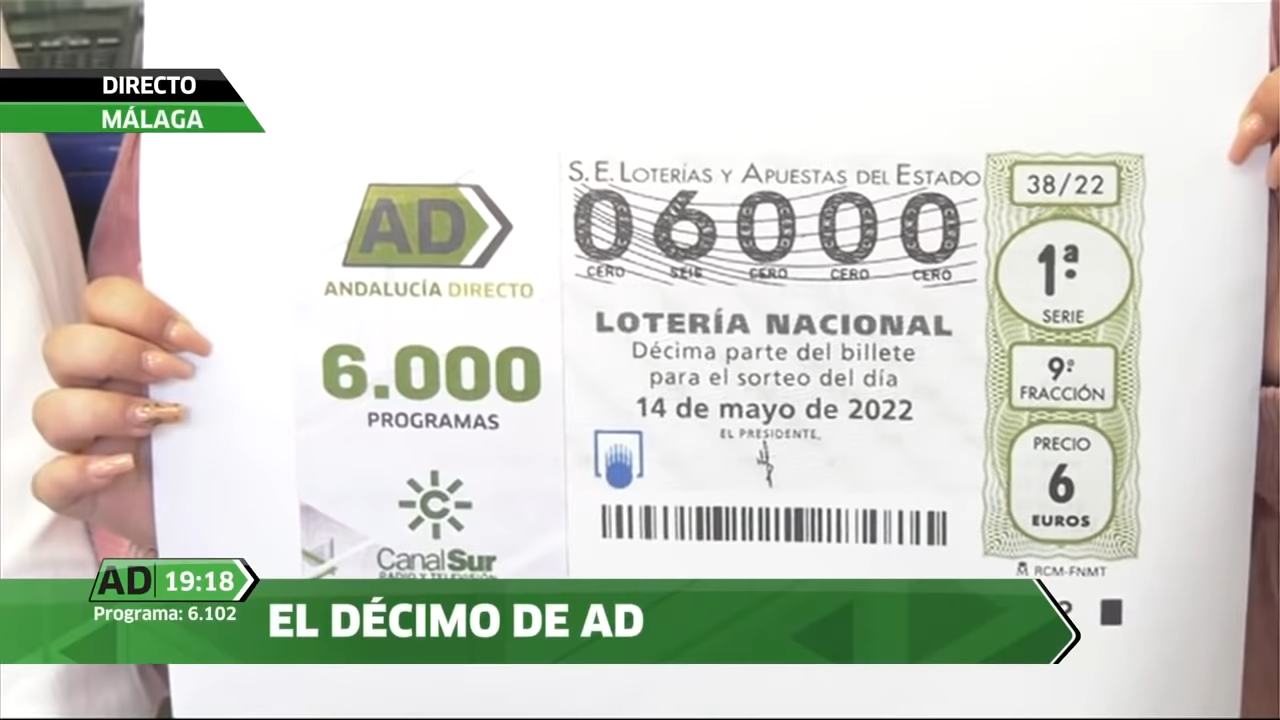 DIRECTO
MÁLAGA
AD
ANDALUCÍA DIRECTO
6.000
PROGRAMAS
CanalSur
RADIO Y TELEVISIÓN
S.E. LOTERÍAS Y APUESTAS DEL ESTADO
06000
CERO SEIS CERO CERO CERO
LOTERÍA NACIONAL
Décima parte del billete
para el sorteo del día
14 de mayo de 2022
EL PRESIDENTE,
38/22
1ª
SERIE
9ª
FRACCIÓN
PRECIO
6
EUROS
RCM-FNMT
AD 19:18
Programa: 6.102
EL DÉCIMO DE AD